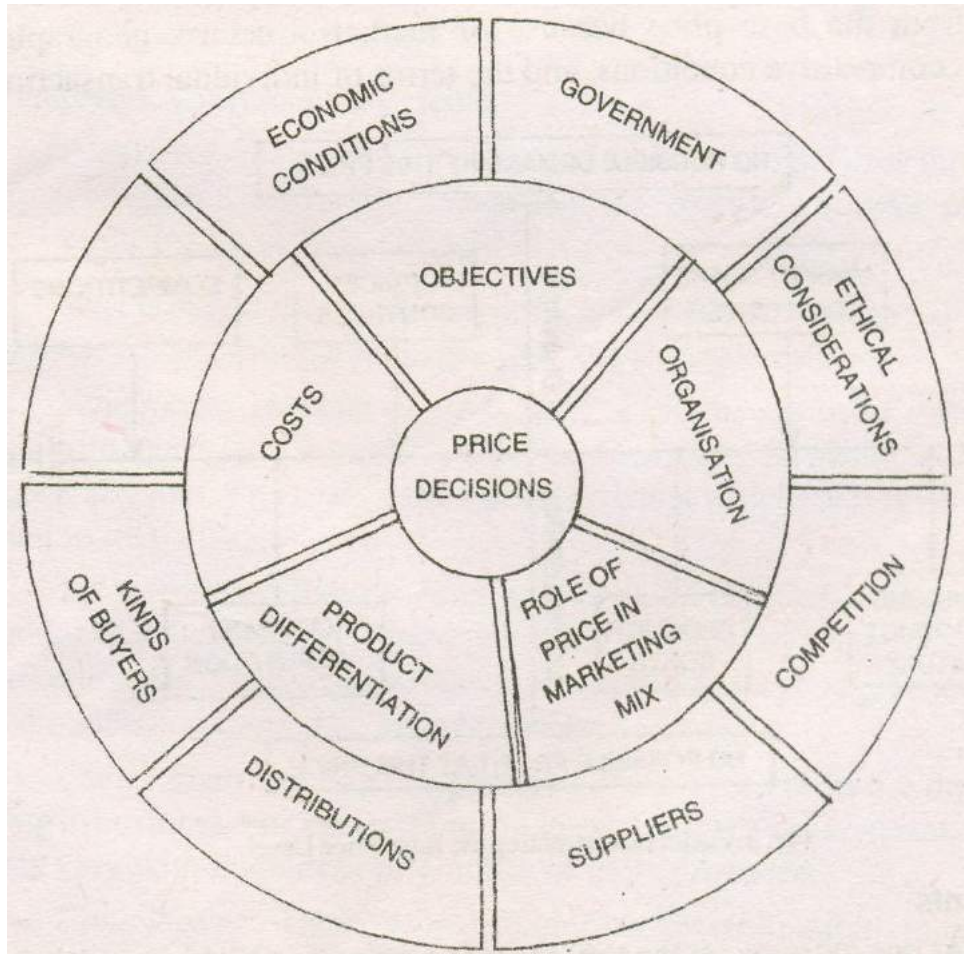 ECONOMIC
CONDITIONS
GOVERNMENT
ETHICAL
CONSIDERATIONS
COMPETITION
SUPPLIERS
DISTRIBUTIONS
KINDS
OF BUYERS
OBJECTIVES
ORGANISATION
ROLE OF
PRICE IN
MARKETING
MIX
PRODUCT
DIFFERENTIATION
COSTS
PRICE
DECISIONS